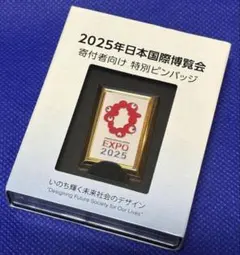 2025年日本国際博覧会
寄付者向け 特別ピンバッジ
EXPO
2025
いのち輝く未来社会のデザイン
"Designing Future Society for Our Lives"